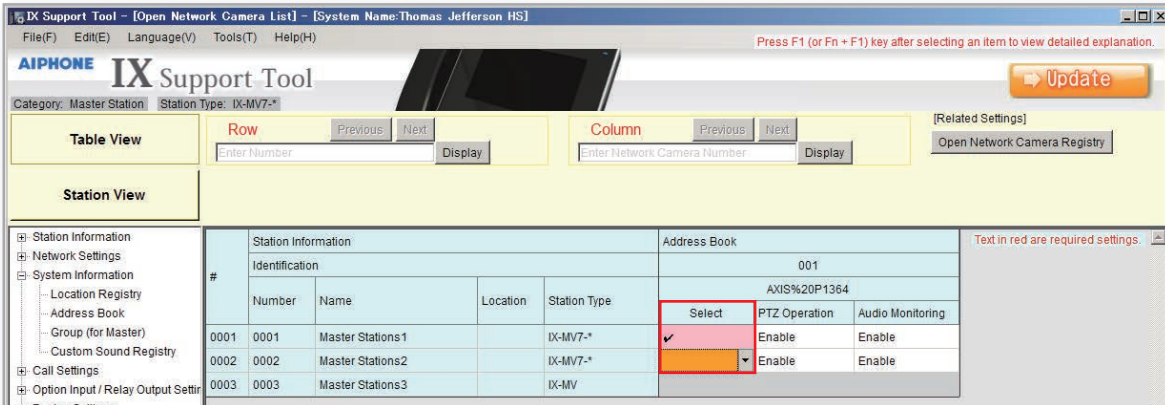 IX Support Tool - [Open Network Camera List] - [System Name:Thomas Jefferson HS]
File(F) Edit(E) Language(V) Tools(T) Help(H)
Press F1 (or Fn + F1) key after selecting an item to view detailed explanation.
AIPHONE IX Support Tool
Update
Category: Master Station Station Type: IX-MV7-*
Table View
Row Previous Next
Enter Number Display
Column Previous Next
Enter Network Camera Number Display
[Related Settings]
Open Network Camera Registry
Station View
Station Information
Network Settings
System Information
Location Registry
Address Book
Group (for Master)
Custom Sound Registry
Call Settings
Option Input / Relay Output Settin
# Station Information Address Book
Identification 001
AXIS%20P1364
Number Name Location Station Type Select PTZ Operation Audio Monitoring
0001 0001 Master Stations1 IX-MV7-* ✔ Enable Enable
0002 0002 Master Stations2 IX-MV7-* Enable Enable
0003 0003 Master Stations3 IX-MV
Text in red are required settings.